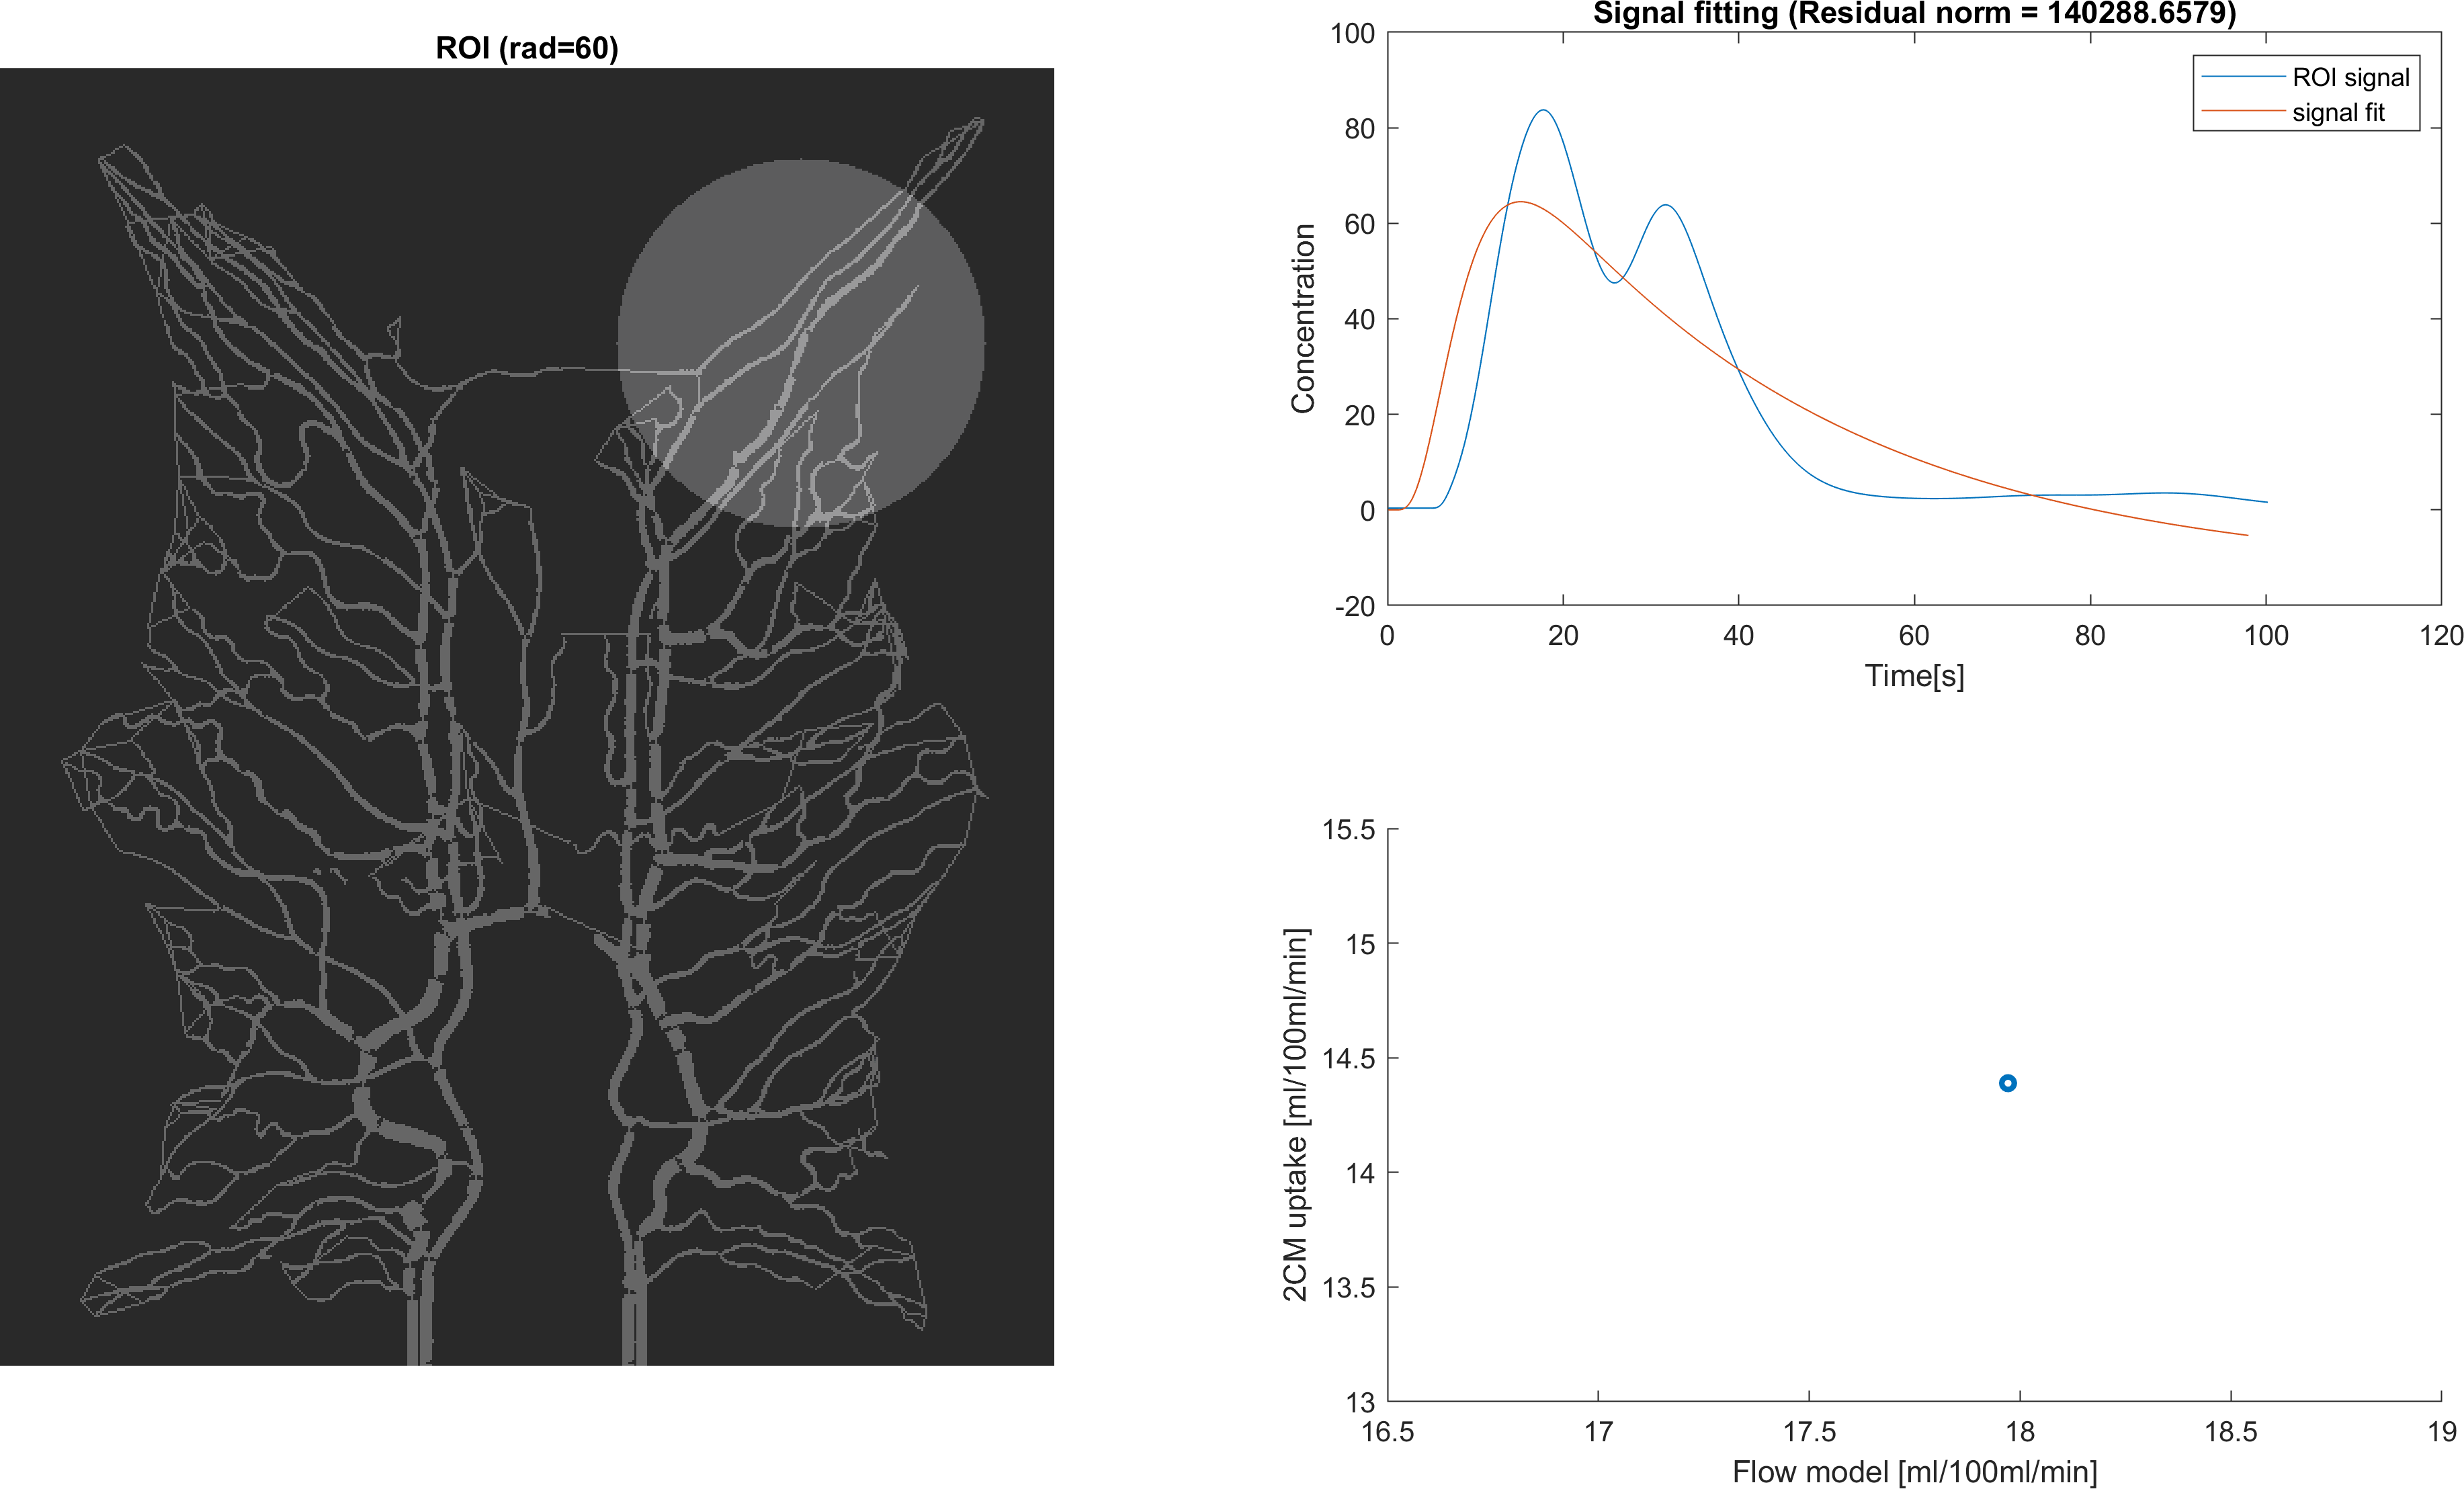 ROI (rad=60)
Signal fitting (Residual norm = 140288.6579)
100
80
60
40
20
0
-20
Concentration
ROI signal
signal fit
0 20 40 60 80 100 120
Time[s]
15.5
15
14.5
14
13.5
13
2CM uptake [ml/100ml/min]
16.5 17 17.5 18 18.5 19
Flow model [ml/100ml/min]